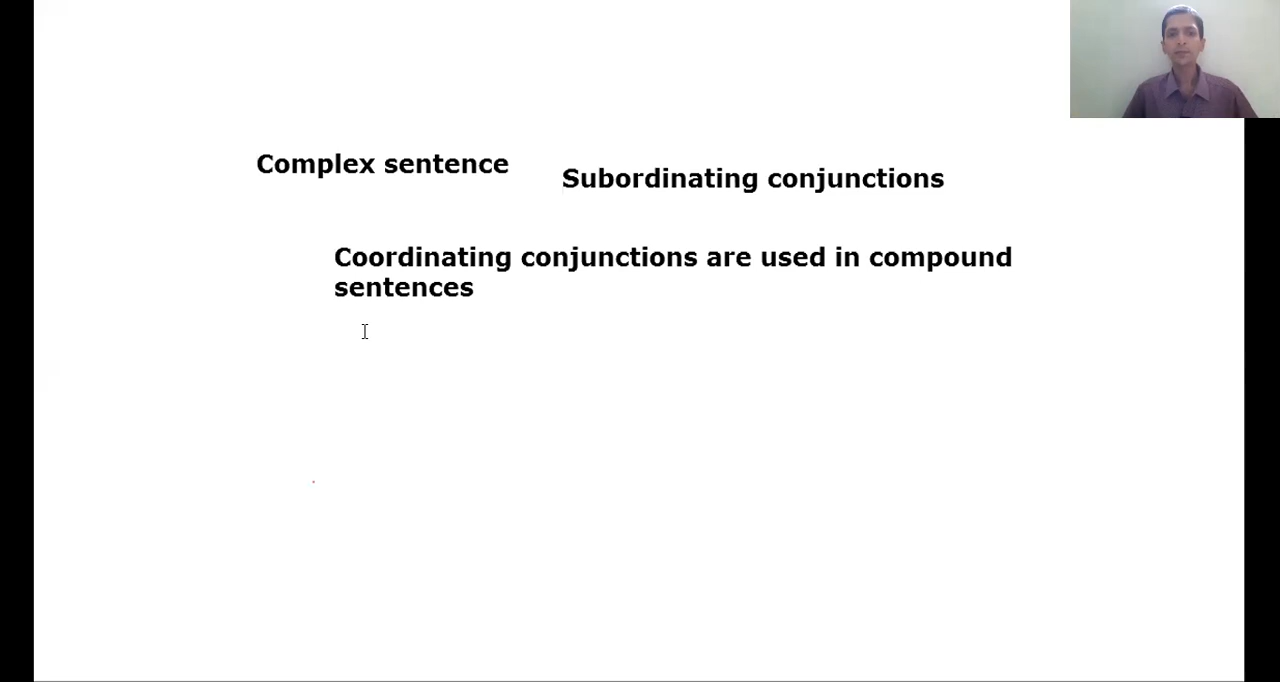 Complex sentence
Subordinating conjunctions
Coordinating conjunctions are used in compound
sentences